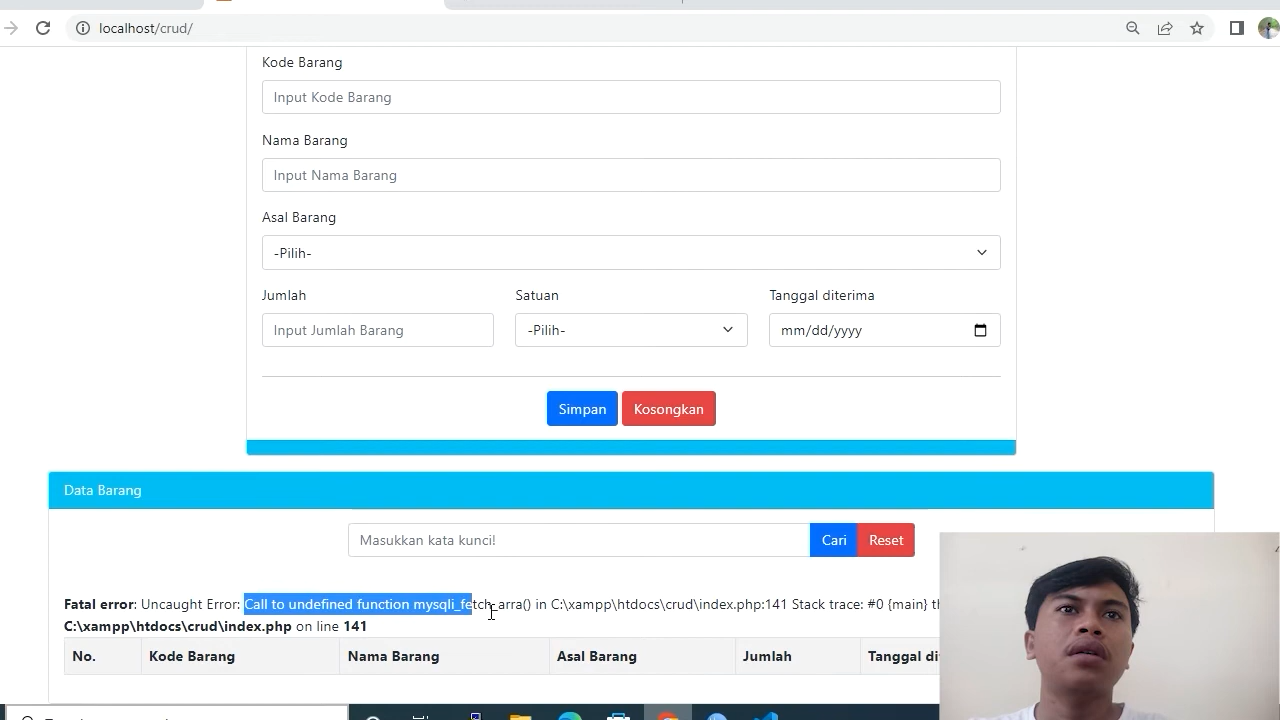 localhost/crud/
Kode Barang
Input Kode Barang
Nama Barang
Input Nama Barang
Asal Barang
-Pilih-
Jumlah Satuan Tanggal diterima
Input Jumlah Barang -Pilih- mm/dd/yyyy
Simpan Kosongkan
Data Barang
Masukkan kata kunci! Cari Reset
Fatal error: Uncaught Error: Call to undefined function mysqli_fetch_arra() in C:\xampp\htdocs\crud\index.php:141 Stack trace: #0 {main} th
C:\xampp\htdocs\crud\index.php on line 141
No. Kode Barang Nama Barang Asal Barang Jumlah Tanggal di